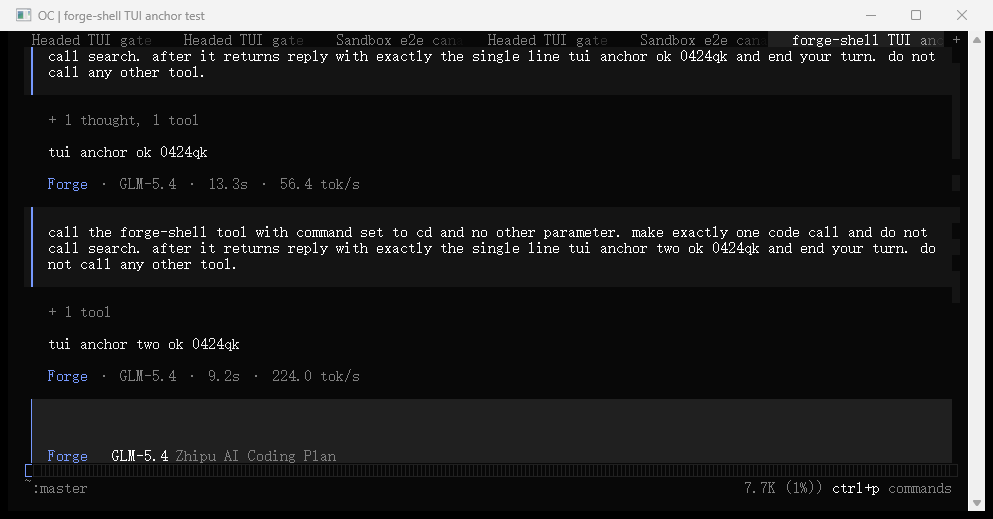 OC | forge-shell TUI anchor test
Headed TUI gate Headed TUI gate Sandbox e2e can Headed TUI gate Sandbox e2e can forge-shell TUI an +
call search. after it returns reply with exactly the single line tui anchor ok 0424qk and end your turn. do not
call any other tool.
+ 1 thought, 1 tool
tui anchor ok 0424qk
Forge · GLM-5.4 · 13.3s · 56.4 tok/s
call the forge-shell tool with command set to cd and no other parameter. make exactly one code call and do not
call search. after it returns reply with exactly the single line tui anchor two ok 0424qk and end your turn. do
not call any other tool.
+ 1 tool
tui anchor two ok 0424qk
Forge · GLM-5.4 · 9.2s · 224.0 tok/s
Forge GLM-5.4 Zhipu AI Coding Plan
~:master 7.7K (1%)) ctrl+p commands